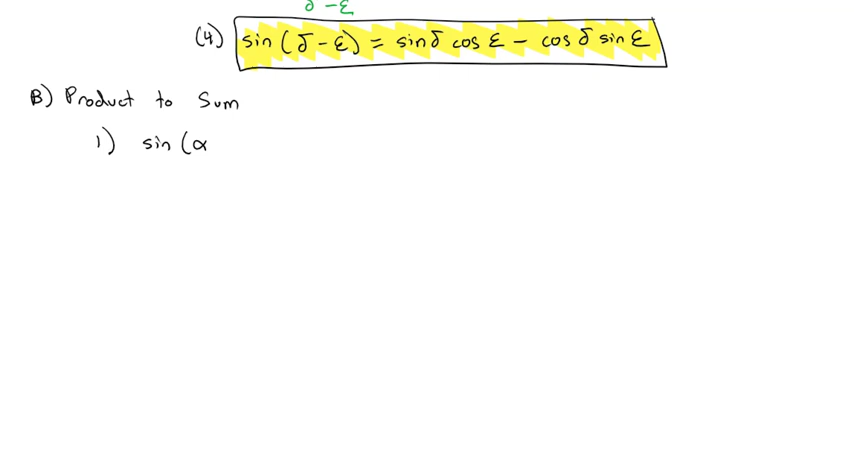 δ - ε
(4) sin (δ - ε) = sin δ cos ε - cos δ sin ε
B) Product to Sum
1) sin (α